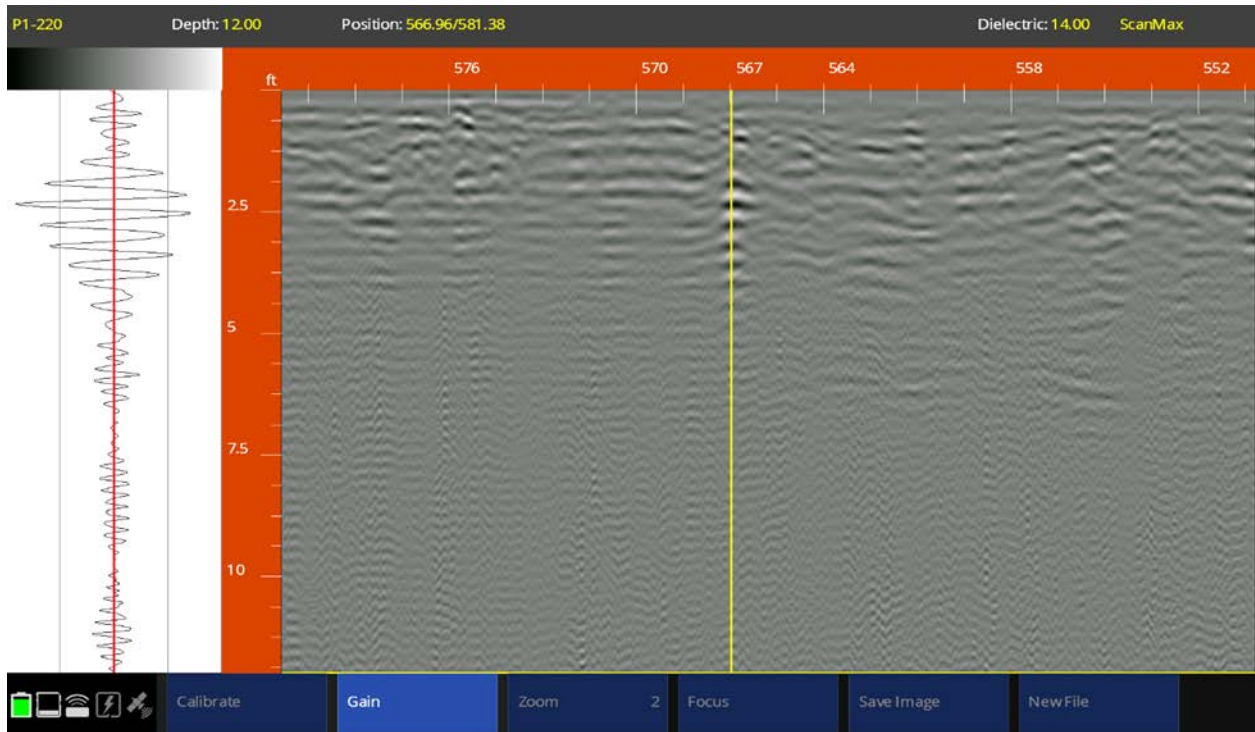 P1-220 Depth: 12.00 Position: 566.96/581.38 Dielectric: 14.00 ScanMax
ft 576 570 567 564 558 552
2.5
5
7.5
10
Calibrate Gain Zoom 2 Focus Save Image New File